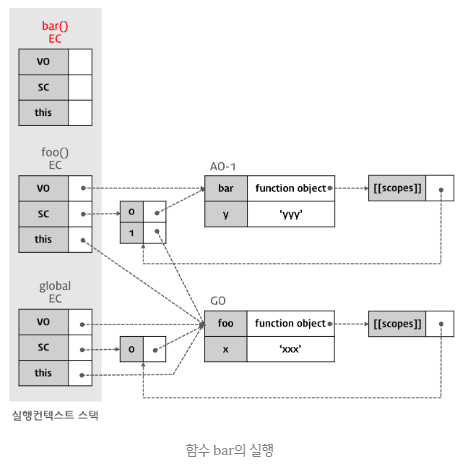 bar()
EC
VO
SC
this
foo()
EC
VO
SC
this
AO-1
bar function object
y 'yyy'
[[scopes]]
0
1
global
EC
VO
SC
this
0
GO
foo function object
x 'xxx'
[[scopes]]
실행컨텍스트 스택
함수 bar의 실행